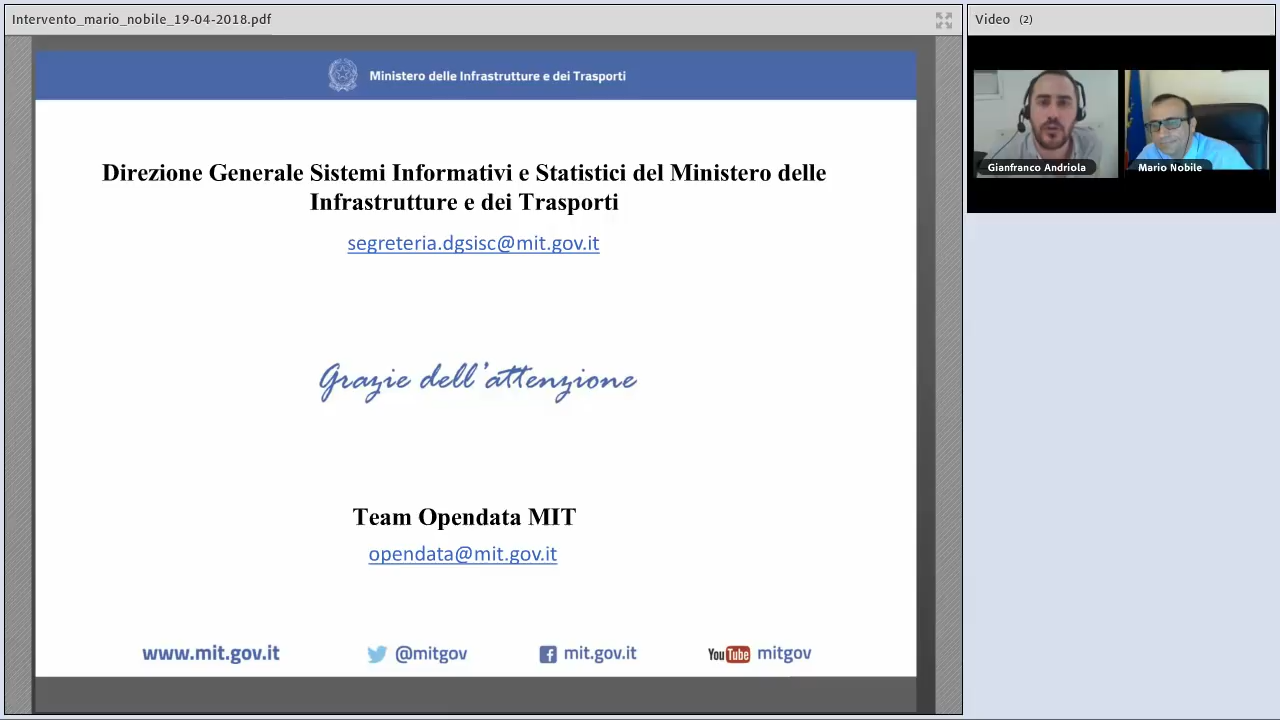 Intervento_mario_nobile_19-04-2018.pdf
Video (2)
Ministero delle Infrastrutture e dei Trasporti
Gianfranco Andriola
Mario Nobile
Direzione Generale Sistemi Informativi e Statistici del Ministero delle
Infrastrutture e dei Trasporti
segreteria.dgsisc@mit.gov.it
Grazie dell'attenzione
Team Opendata MIT
opendata@mit.gov.it
www.mit.gov.it
@mitgov
mit.gov.it
YouTube mitgov